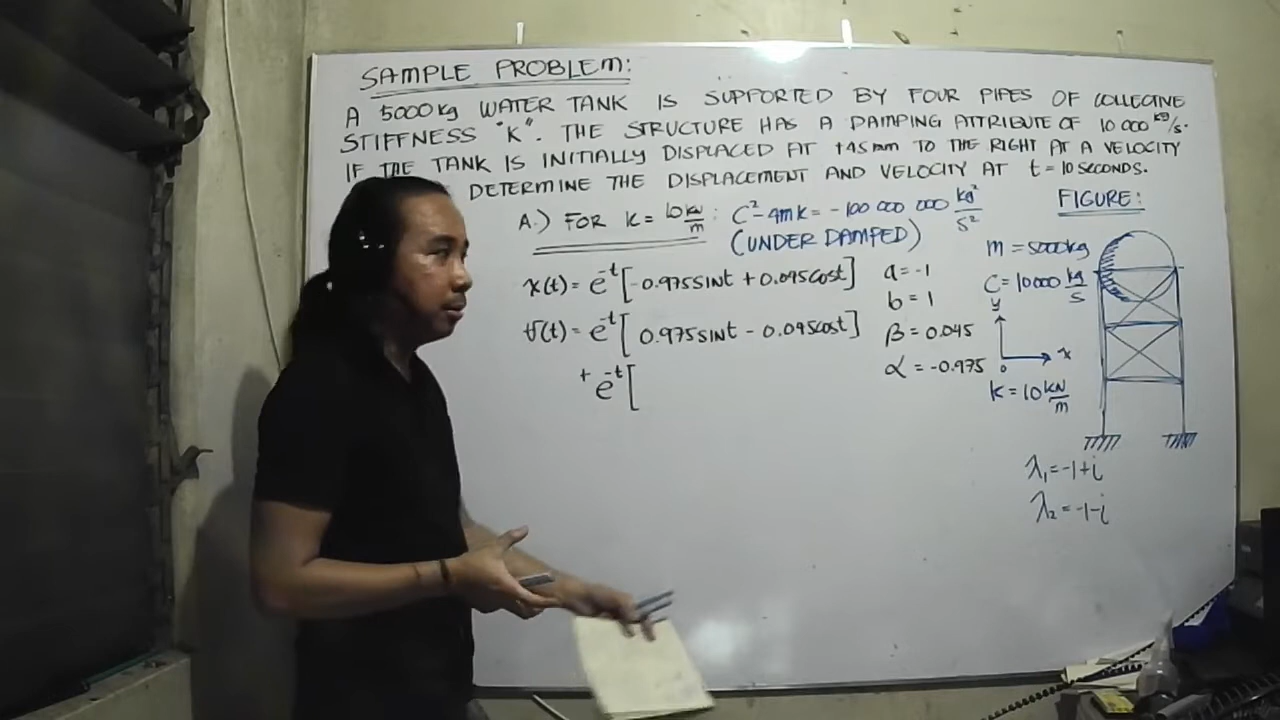 SAMPLE PROBLEM:
A 5000kg WATER TANK IS SUPPORTED BY FOUR PIPES OF COLLECTIVE
STIFFNESS "K". THE STRUCTURE HAS A DAMPING ATTRIBUTE OF 10 000 kg/s.
IF THE TANK IS INITIALLY DISPLACED AT +45mm TO THE RIGHT AT A VELOCITY
DETERMINE THE DISPLACEMENT AND VELOCITY AT t = 10 SECONDS.
A.) FOR K = 10 kN/m : C² - 4mK = -100 000 000 kg²/s²
(UNDER DAMPED)
x(t) = e^-t [-0.975sint + 0.045cost]
v(t) = e^-t [ 0.975sint - 0.045cost]
+ e^-t [
a = -1
b = 1
β = 0.045
α = -0.975
FIGURE:
m = 5000kg
C = 10000 kg/s
y
x
o
K = 10 kN/m
λ₁ = -1+i
λ₂ = -1-i